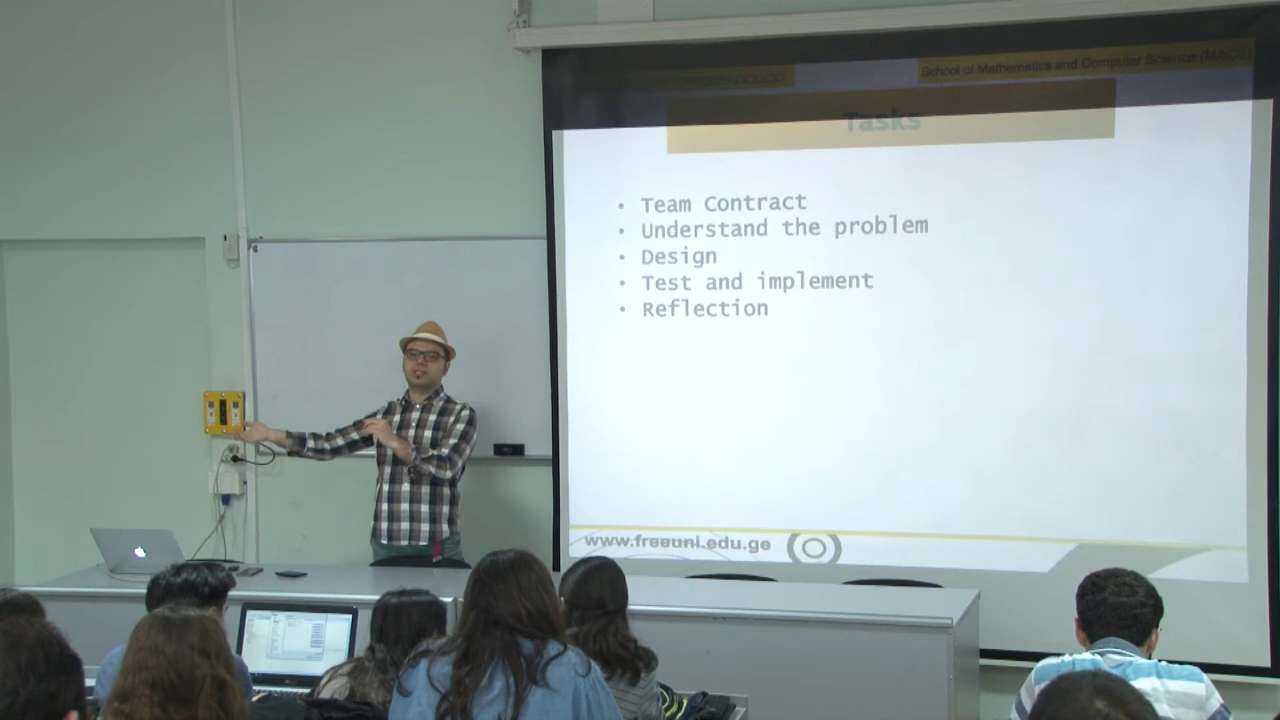 School of Mathematics and Computer Science (MACS)
Tasks
• Team Contract
• Understand the problem
• Design
• Test and implement
• Reflection
www.freeuni.edu.ge